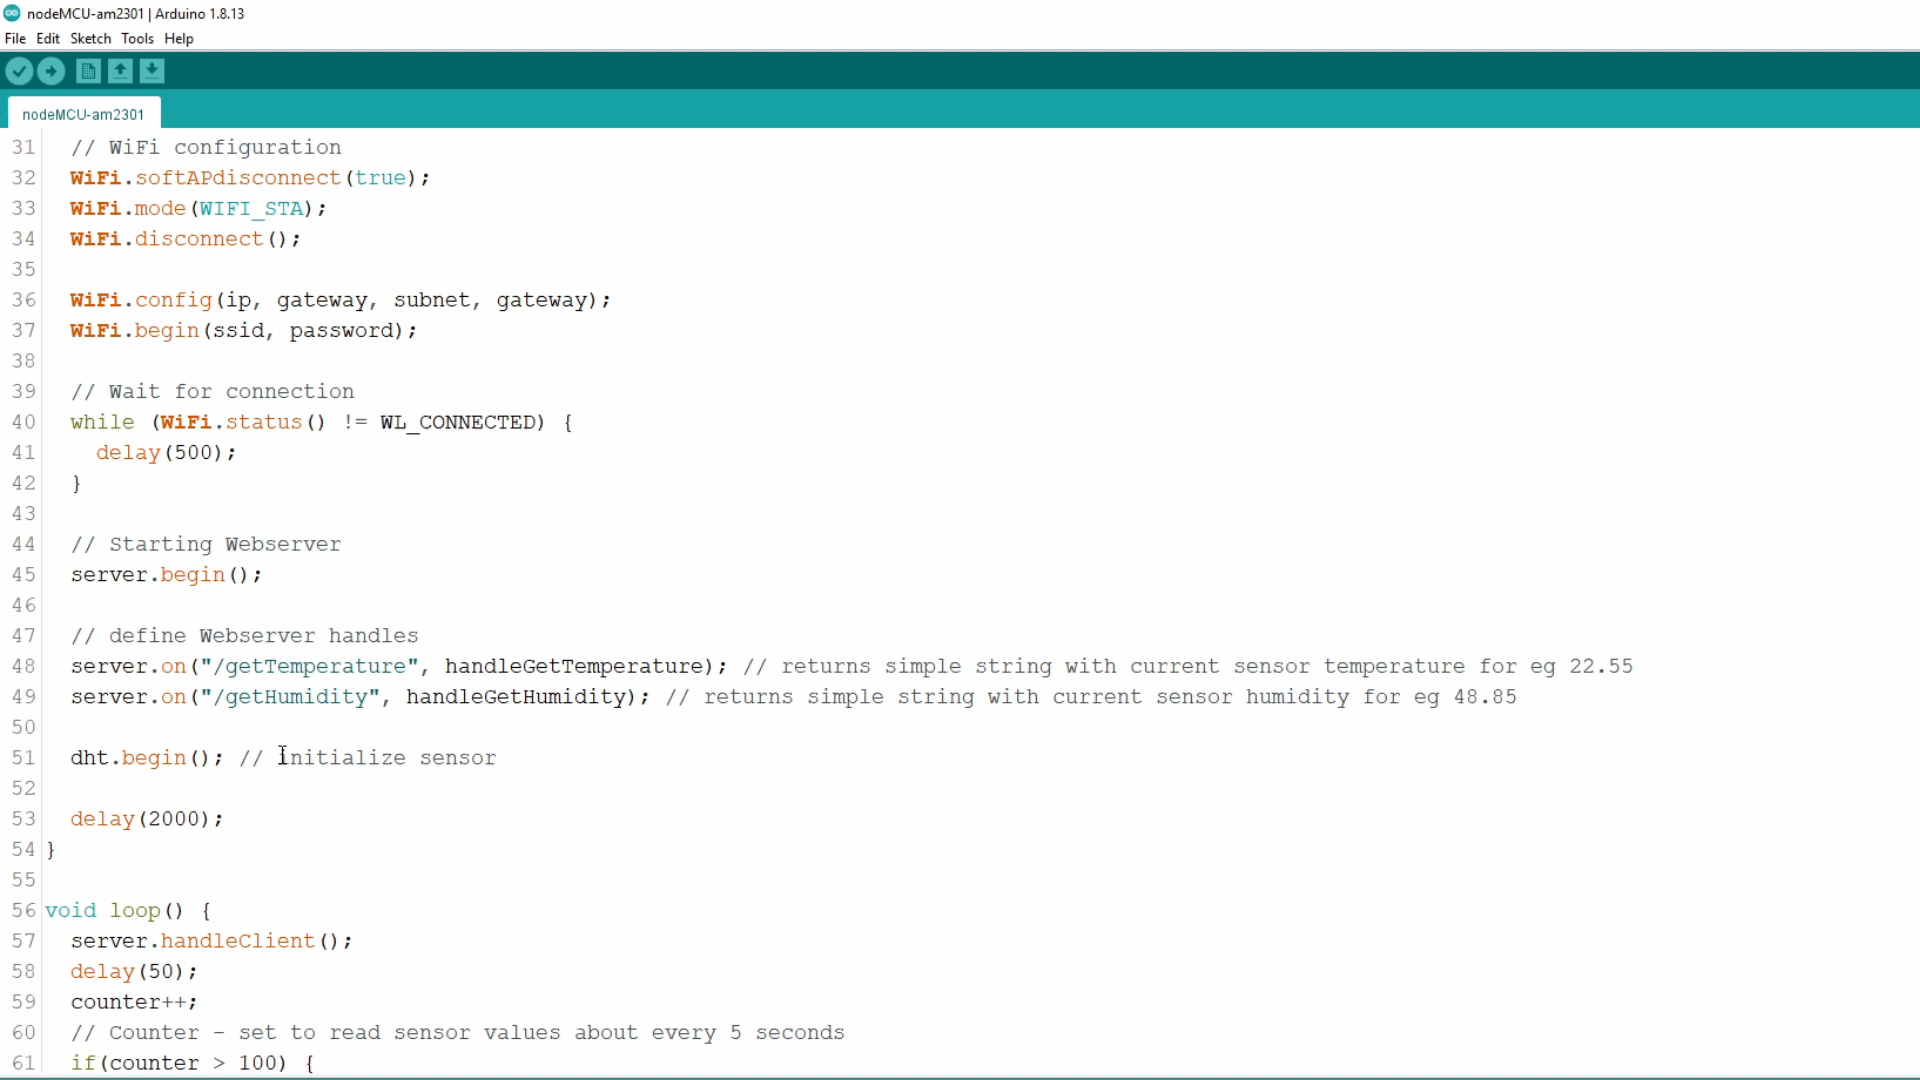 nodeMCU-am2301 | Arduino 1.8.13
File Edit Sketch Tools Help
nodeMCU-am2301
31 // WiFi configuration
32 WiFi.softAPdisconnect(true);
33 WiFi.mode(WIFI_STA);
34 WiFi.disconnect();
35
36 WiFi.config(ip, gateway, subnet, gateway);
37 WiFi.begin(ssid, password);
38
39 // Wait for connection
40 while (WiFi.status() != WL_CONNECTED) {
41 delay(500);
42 }
43
44 // Starting Webserver
45 server.begin();
46
47 // define Webserver handles
48 server.on("/getTemperature", handleGetTemperature); // returns simple string with current sensor temperature for eg 22.55
49 server.on("/getHumidity", handleGetHumidity); // returns simple string with current sensor humidity for eg 48.85
50
51 dht.begin(); // Initialize sensor
52
53 delay(2000);
54 }
55
56 void loop() {
57 server.handleClient();
58 delay(50);
59 counter++;
60 // Counter - set to read sensor values about every 5 seconds
61 if(counter > 100) {